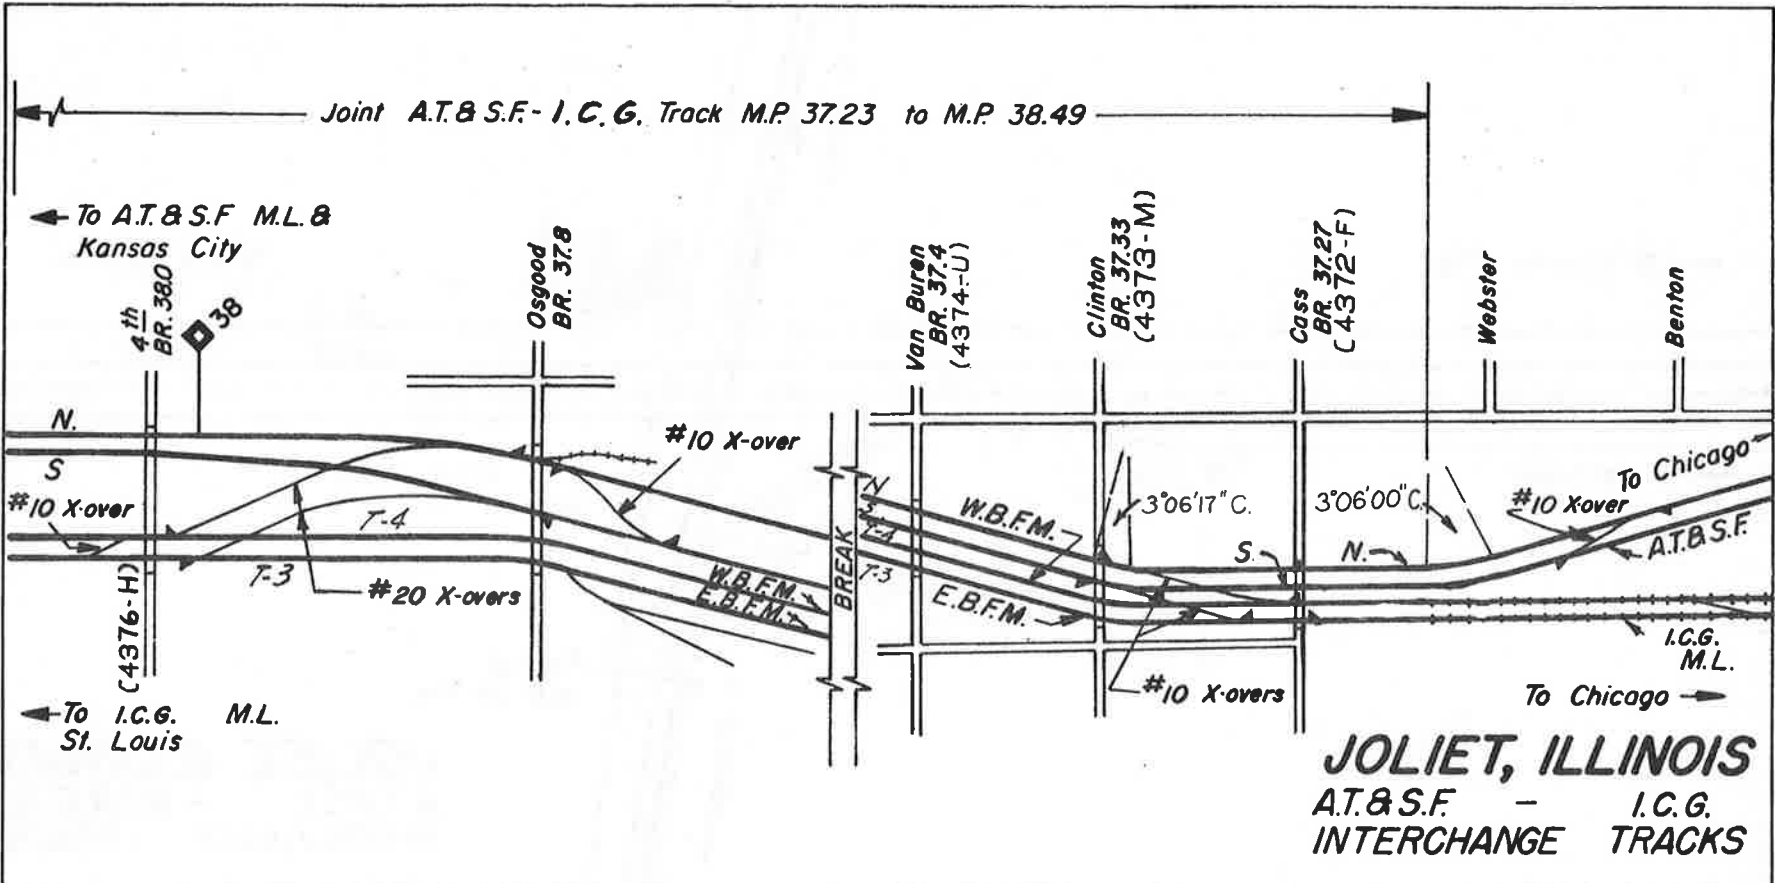 Joint A.T.& S.F. - I.C.G. Track M.P. 37.23 to M.P. 38.49
To A.T.& S.F M.L. &
Kansas City
4th
BR. 38.0
38
Osgood
BR. 37.8
Van Buren
BR. 37.4
(4374-U)
Clinton
BR. 37.33
(4373-M)
Cass
BR. 37.27
(4372-F)
Webster
Benton
N.
S
#10 X-over
T-4
T-3
#20 X-overs
#10 X-over
W.B.F.M.
E.B.F.M.
BREAK
N
S
T-4
T-3
W.B.F.M.
E.B.F.M.
3°06'17" C.
3°06'00" C.
S.
N.
#10 X-over
To Chicago
A.T.& S.F.
#10 X-overs
I.C.G.
M.L.
To Chicago
(4376-H)
To I.C.G. M.L.
St. Louis
JOLIET, ILLINOIS
A.T.& S.F. - I.C.G.
INTERCHANGE TRACKS